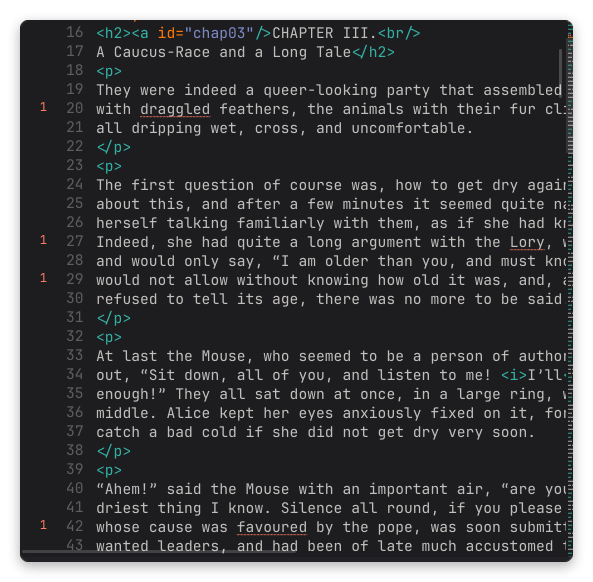 16 <h2><a id="chap03"/>CHAPTER III.<br/>
17 A Caucus-Race and a Long Tale</h2>
18 <p>
19 They were indeed a queer-looking party that assembled
1 20 with draggled feathers, the animals with their fur cli
21 all dripping wet, cross, and uncomfortable.
22 </p>
23 <p>
24 The first question of course was, how to get dry again
25 about this, and after a few minutes it seemed quite na
26 herself talking familiarly with them, as if she had kn
1 27 Indeed, she had quite a long argument with the Lory, w
28 and would only say, “I am older than you, and must kno
1 29 would not allow without knowing how old it was, and, a
30 refused to tell its age, there was no more to be said
31 </p>
32 <p>
33 At last the Mouse, who seemed to be a person of author
34 out, “Sit down, all of you, and listen to me! <i>I’ll
35 enough!” They all sat down at once, in a large ring, w
36 middle. Alice kept her eyes anxiously fixed on it, for
37 catch a bad cold if she did not get dry very soon.
38 </p>
39 <p>
40 “Ahem!” said the Mouse with an important air, “are you
41 driest thing I know. Silence all round, if you please
1 42 whose cause was favoured by the pope, was soon submitt
43 wanted leaders, and had been of late much accustomed t